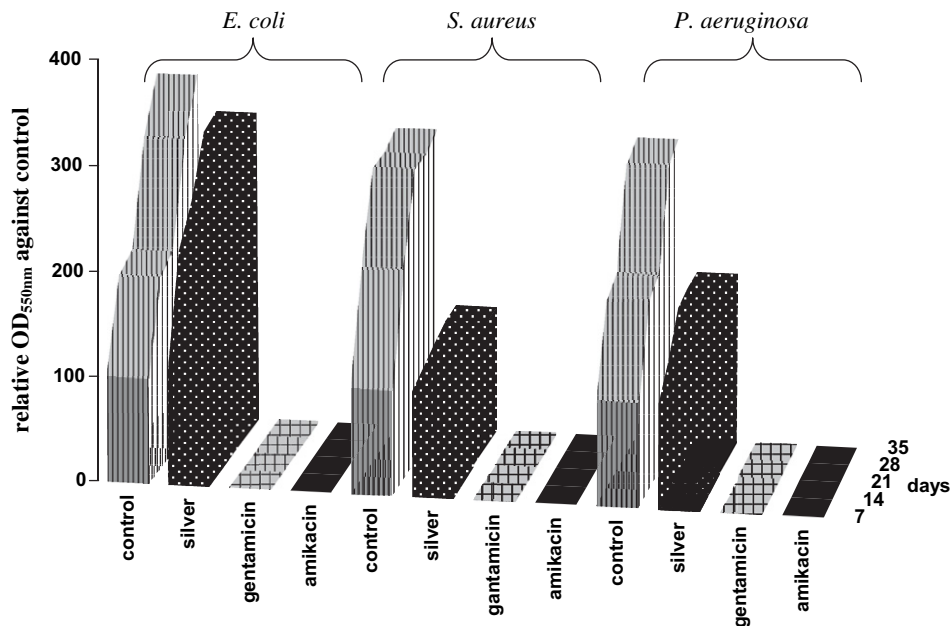 E. coli S. aureus P. aeruginosa
400
300
200
100
0
relative OD550nm against control
control
silver
gentamicin
amikacin
control
silver
gantamicin
amikacin
control
silver
gentamicin
amikacin
35
28
21
14
7
days